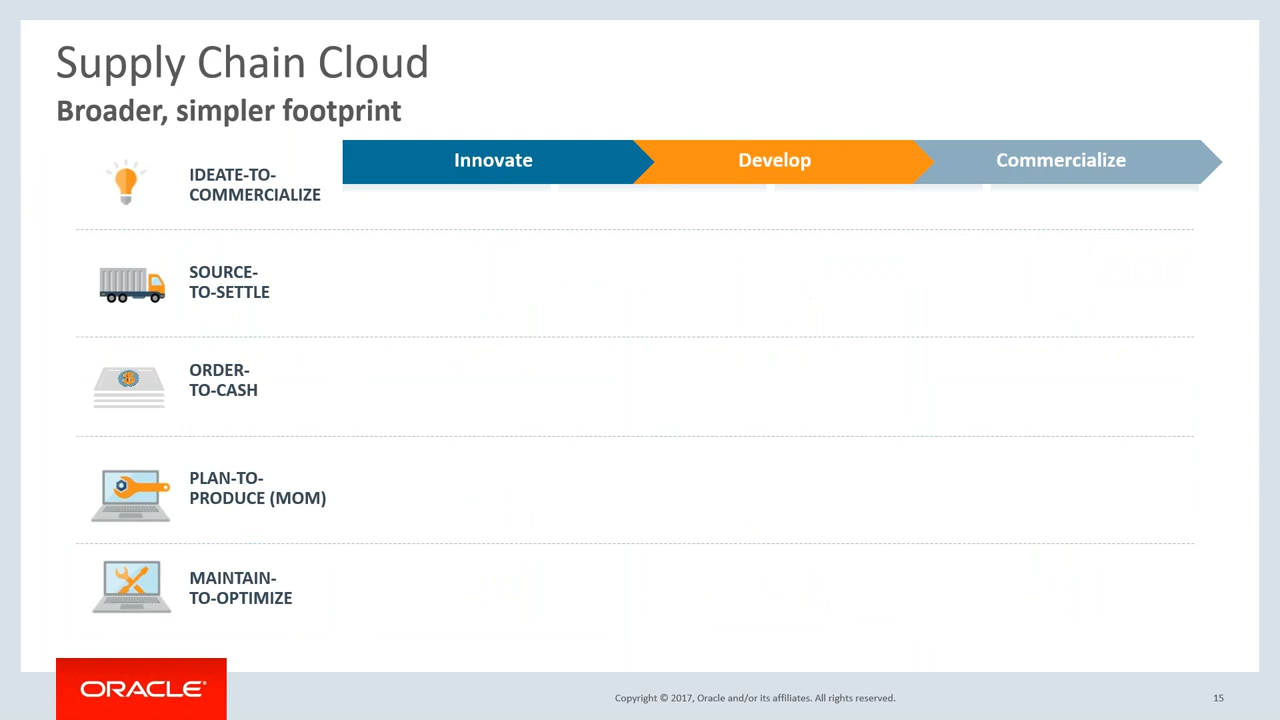 Supply Chain Cloud
Broader, simpler footprint
IDEATE-TO-
COMMERCIALIZE
Innovate
Develop
Commercialize
SOURCE-
TO-SETTLE
ORDER-
TO-CASH
PLAN-TO-
PRODUCE (MOM)
MAINTAIN-
TO-OPTIMIZE
ORACLE®
Copyright © 2017, Oracle and/or its affiliates. All rights reserved.
15